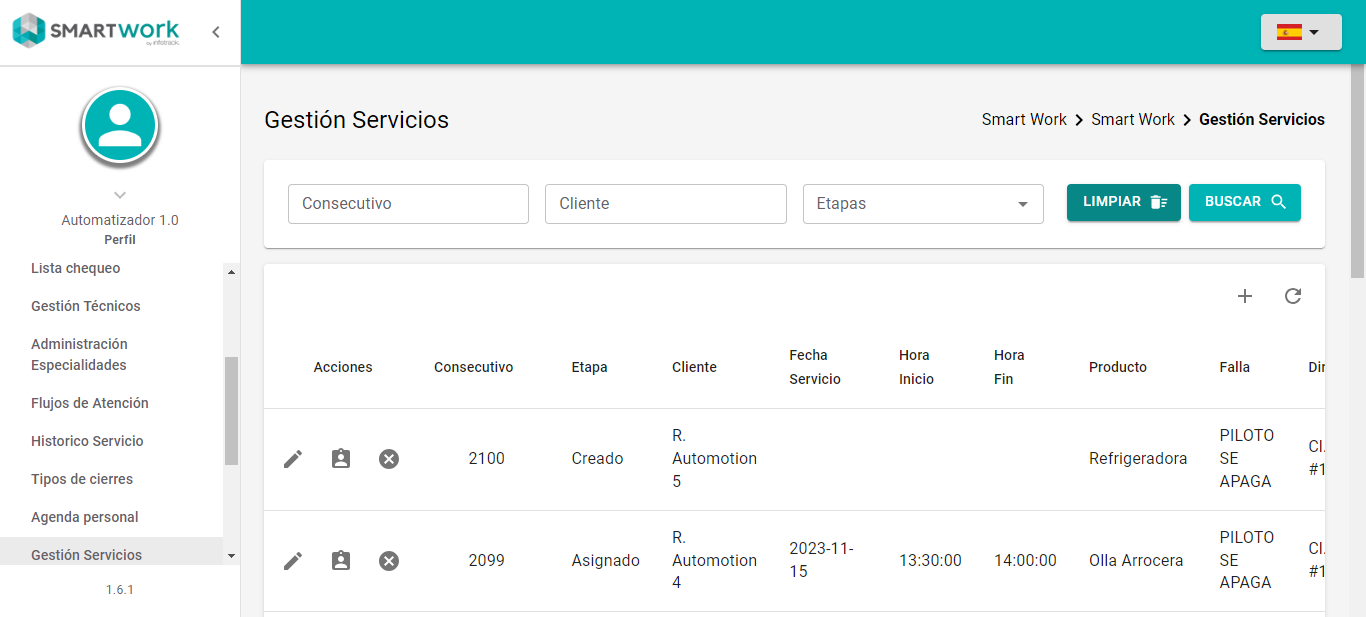 SMARTwork
by infotrack.
Automatizador 1.0
Perfil
Lista chequeo
Gestión Técnicos
Administración
Especialidades
Flujos de Atención
Historico Servicio
Tipos de cierres
Agenda personal
Gestión Servicios
1.6.1
Gestión Servicios
Smart Work > Smart Work > Gestión Servicios
Consecutivo
Cliente
Etapas
LIMPIAR
BUSCAR
Acciones Consecutivo Etapa Cliente Fecha Servicio Hora Inicio Hora Fin Producto Falla Dir
2100 Creado R. Automotion 5 Refrigeradora PILOTO SE APAGA Cl. #1
2099 Asignado R. Automotion 4 2023-11-15 13:30:00 14:00:00 Olla Arrocera PILOTO SE APAGA Cl. #1